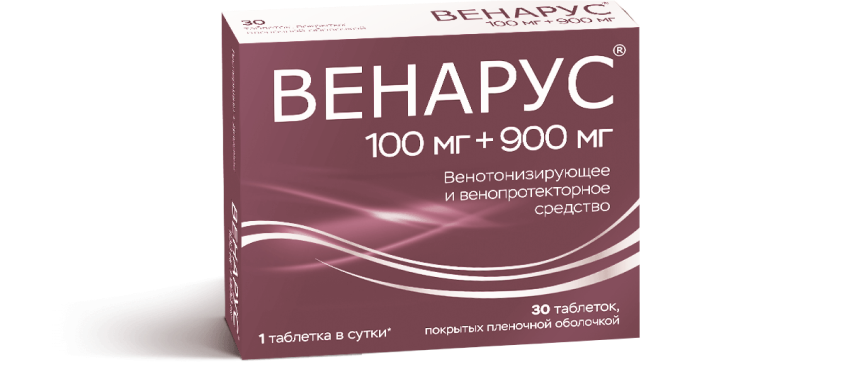 30
ВЕНАРУС®
100 мг + 900 мг
ВЕНАРУС®
100 мг + 900 мг
Венотонизирующее
и венопротекторное
средство
30 таблеток,
покрытых пленочной оболочкой
1 таблетка в сутки*
ВЕНАРУС